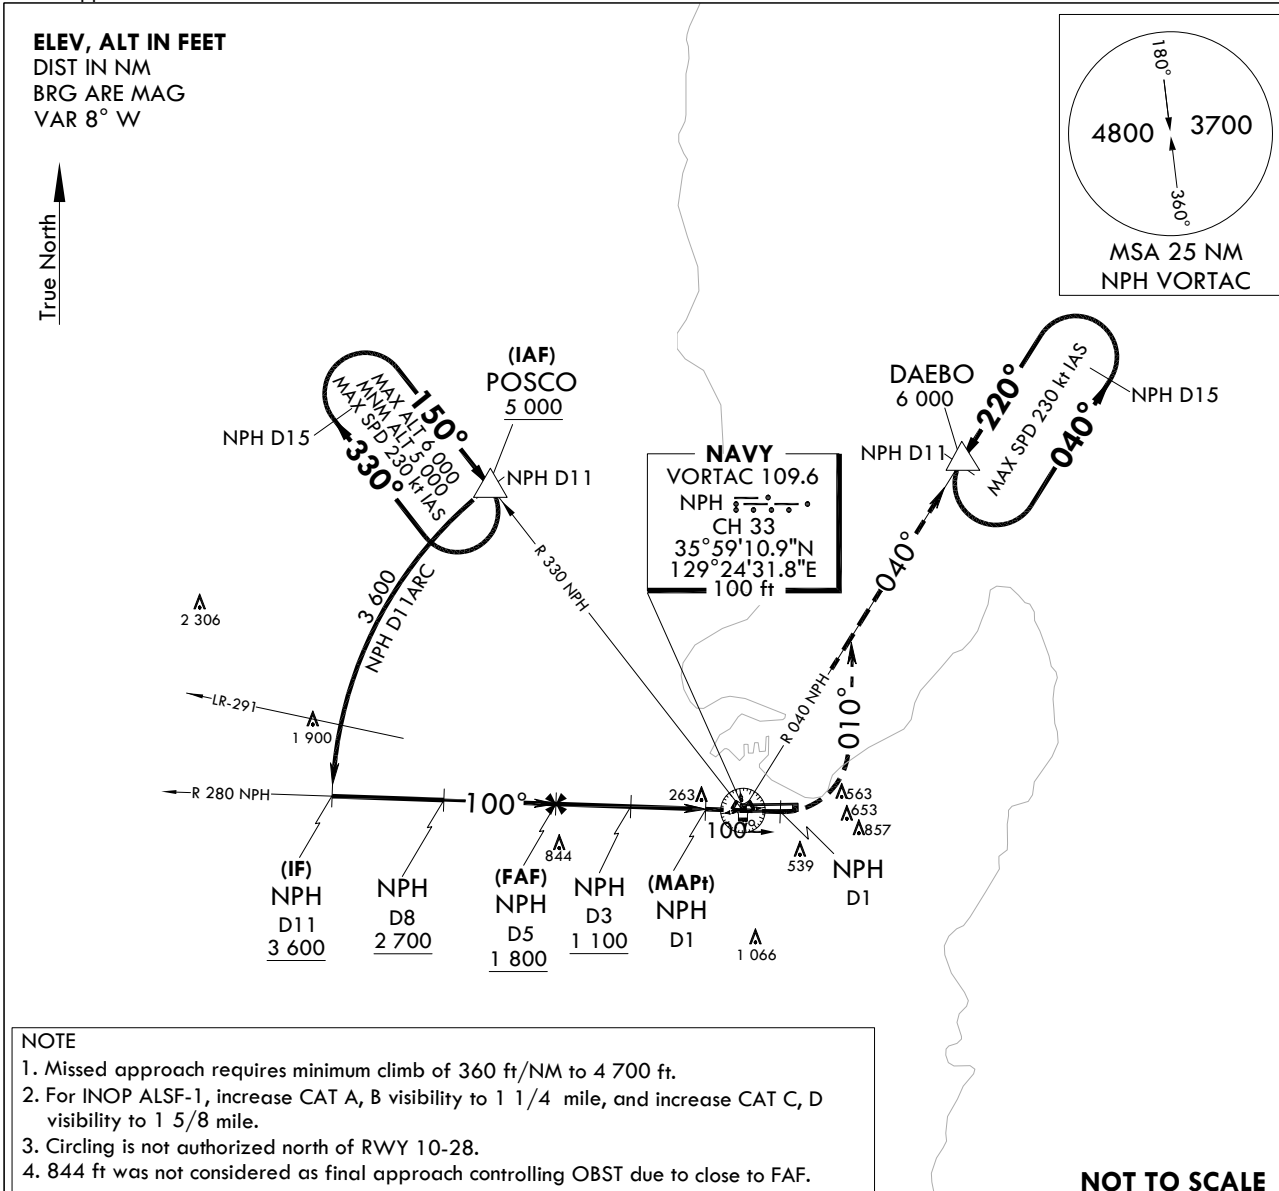 ELEV, ALT IN FEET
DIST IN NM
BRG ARE MAG
VAR 8° W
True North
180°
4800
3700
360°
MSA 25 NM
NPH VORTAC
(IAF)
POSCO
5 000
MAX ALT 6 000
MNM ALT 5 000
MAX SPD 230 kt IAS
150°
330°
NPH D15
NPH D11
DAEBO
6 000
NPH D11
220°
MAX SPD 230 kt IAS
040°
NPH D15
NAVY
VORTAC 109.6
NPH
CH 33
35°59'10.9"N
129°24'31.8"E
100 ft
R 330 NPH
3 600
NPH D11ARC
2 306
LR-291
1 900
R 040 NPH
040°
010°
R 280 NPH
100°
263
100°
563
653
857
844
539
1 066
(IF)
NPH
D11
3 600
NPH
D8
2 700
(FAF)
NPH
D5
1 800
NPH
D3
1 100
(MAPt)
NPH
D1
NPH
D1
NOTE
1. Missed approach requires minimum climb of 360 ft/NM to 4 700 ft.
2. For INOP ALSF-1, increase CAT A, B visibility to 1 1/4 mile, and increase CAT C, D
visibility to 1 5/8 mile.
3. Circling is not authorized north of RWY 10-28.
4. 844 ft was not considered as final approach controlling OBST due to close to FAF.
NOT TO SCALE